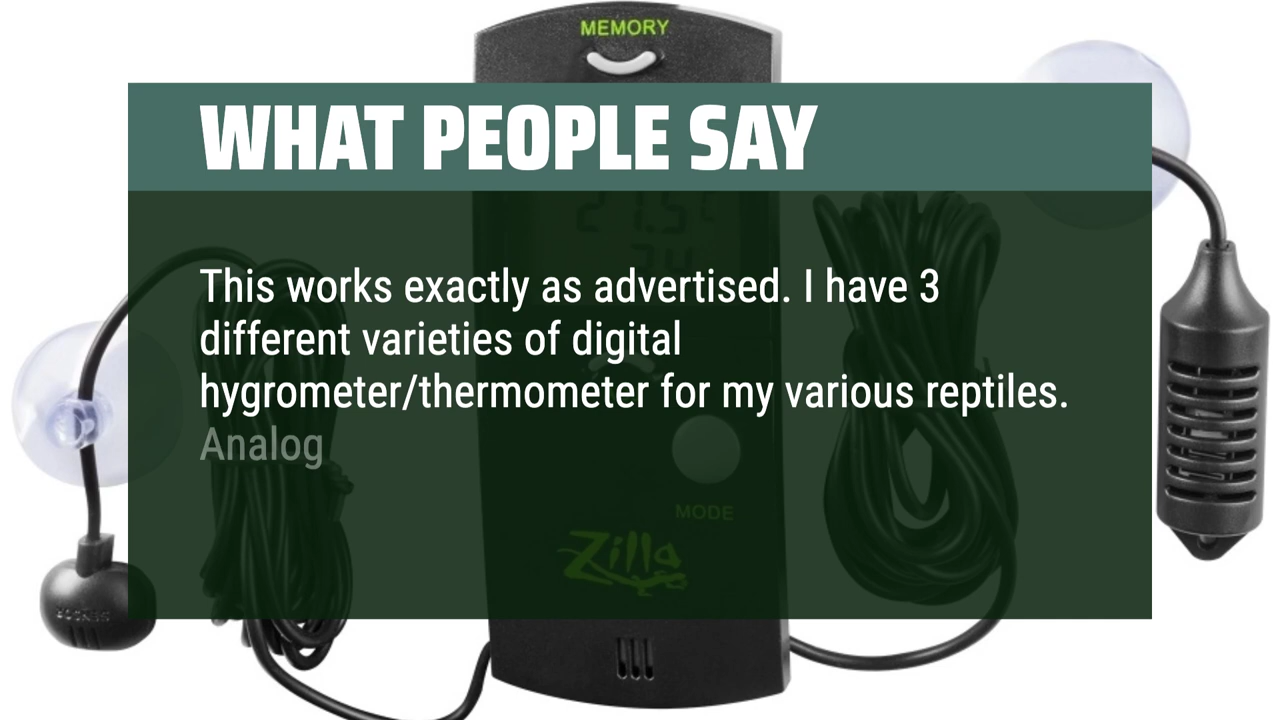 MEMORY
WHAT PEOPLE SAY
This works exactly as advertised. I have 3
different varieties of digital
hygrometer/thermometer for my various reptiles.
Analog
MODE
Zilla